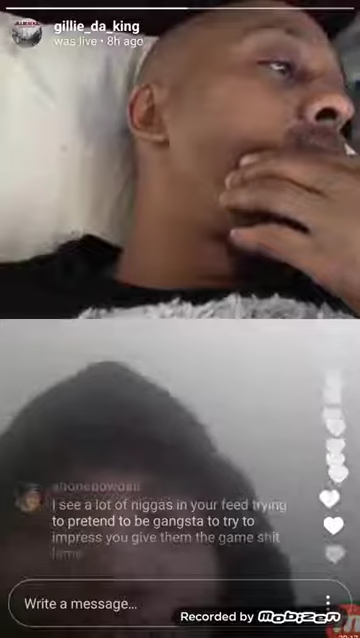 gillie_da_king
was live • 8h ago
I see a lot of niggas in your feed trying
to pretend to be gangsta to try to
impress you give them the game shit
lame
Write a message...
Recorded by MOBIZEN